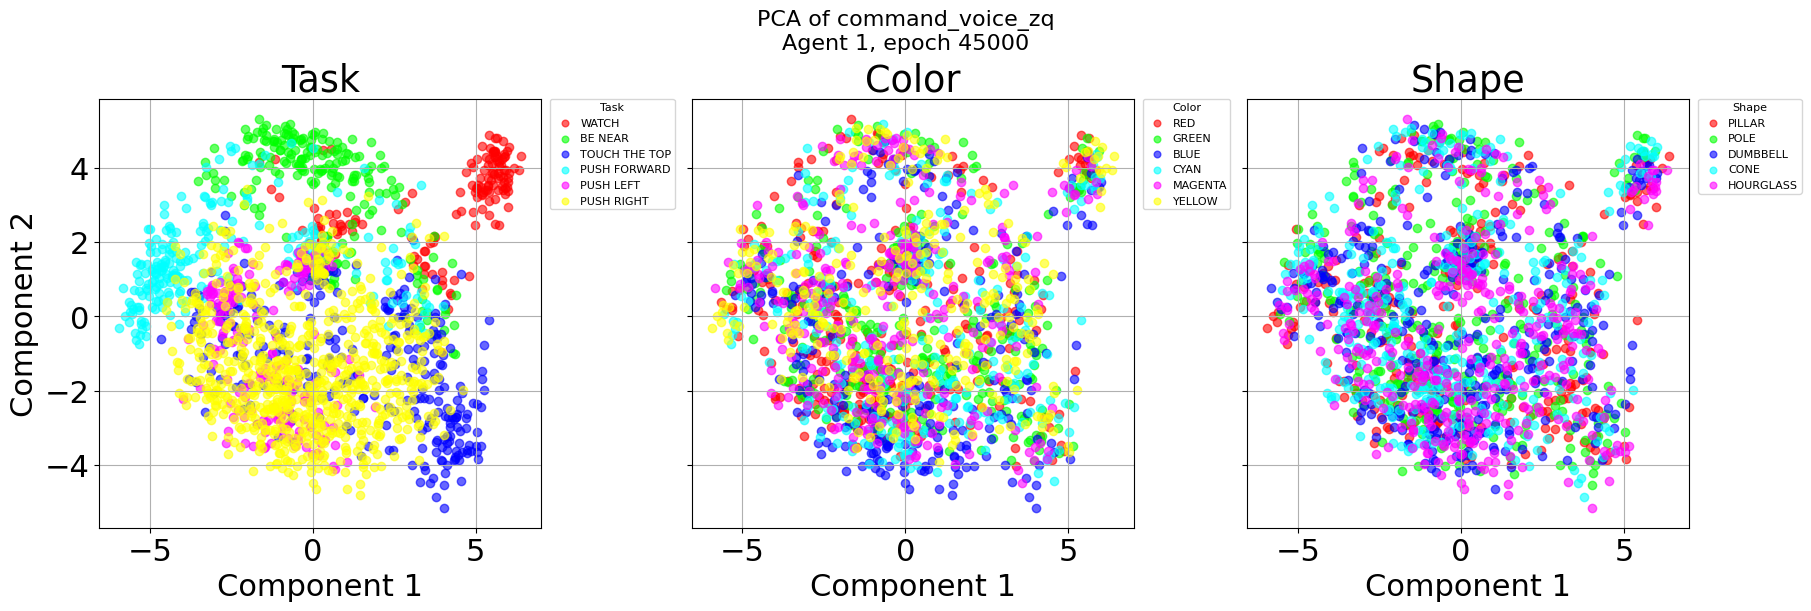 PCA of command_voice_zq
Agent 1, epoch 45000
Task
Component 2
4
2
0
−2
−4
−5
0
5
Component 1
Task
WATCH
BE NEAR
TOUCH THE TOP
PUSH FORWARD
PUSH LEFT
PUSH RIGHT
Color
−5
0
5
Component 1
Color
RED
GREEN
BLUE
CYAN
MAGENTA
YELLOW
Shape
−5
0
5
Component 1
Shape
PILLAR
POLE
DUMBBELL
CONE
HOURGLASS